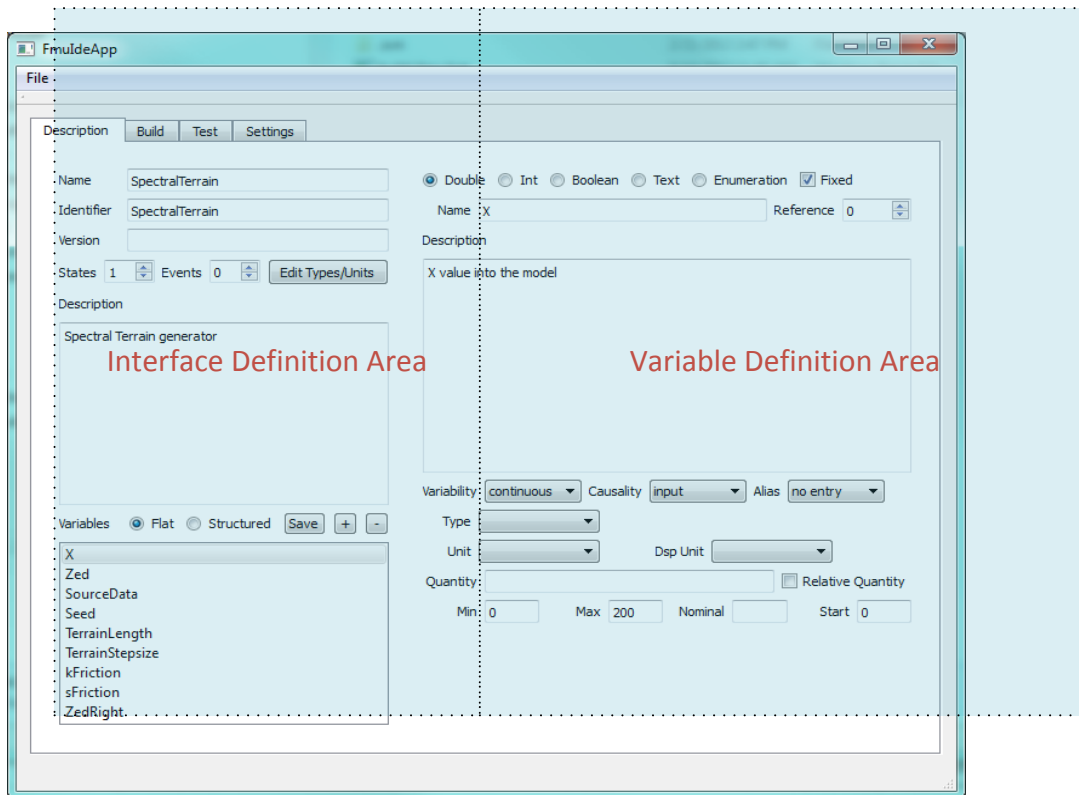 FmuIdeApp
File
Description Build Test Settings
Name SpectralTerrain
Identifier SpectralTerrain
Version
States 1 Events 0 Edit Types/Units
Description
Spectral Terrain generator
Interface Definition Area
Variables Flat Structured Save + -
X
Zed
SourceData
Seed
TerrainLength
TerrainStepsize
kFriction
sFriction
ZedRight
Double Int Boolean Text Enumeration Fixed
Name X Reference 0
Description
X value into the model
Variable Definition Area
Variability continuous Causality input Alias no entry
Type
Unit Dsp Unit
Quantity Relative Quantity
Min 0 Max 200 Nominal Start 0